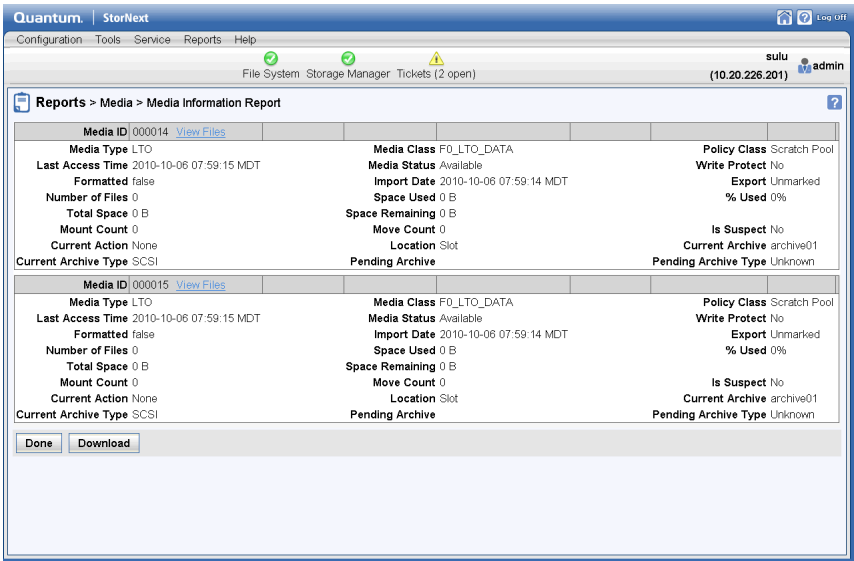 Quantum. StorNext Log Off
Configuration Tools Service Reports Help
File System Storage Manager Tickets (2 open)
sulu
(10.20.226.201)
admin
Reports > Media > Media Information Report
Media ID 000014 View Files
Media Type LTO Media Class F0_LTO_DATA Policy Class Scratch Pool
Last Access Time 2010-10-06 07:59:15 MDT Media Status Available Write Protect No
Formatted false Import Date 2010-10-06 07:59:14 MDT Export Unmarked
Number of Files 0 Space Used 0 B % Used 0%
Total Space 0 B Space Remaining 0 B
Mount Count 0 Move Count 0 Is Suspect No
Current Action None Location Slot Current Archive archive01
Current Archive Type SCSI Pending Archive Pending Archive Type Unknown
Media ID 000015 View Files
Media Type LTO Media Class F0_LTO_DATA Policy Class Scratch Pool
Last Access Time 2010-10-06 07:59:15 MDT Media Status Available Write Protect No
Formatted false Import Date 2010-10-06 07:59:14 MDT Export Unmarked
Number of Files 0 Space Used 0 B % Used 0%
Total Space 0 B Space Remaining 0 B
Mount Count 0 Move Count 0 Is Suspect No
Current Action None Location Slot Current Archive archive01
Current Archive Type SCSI Pending Archive Pending Archive Type Unknown
Done Download